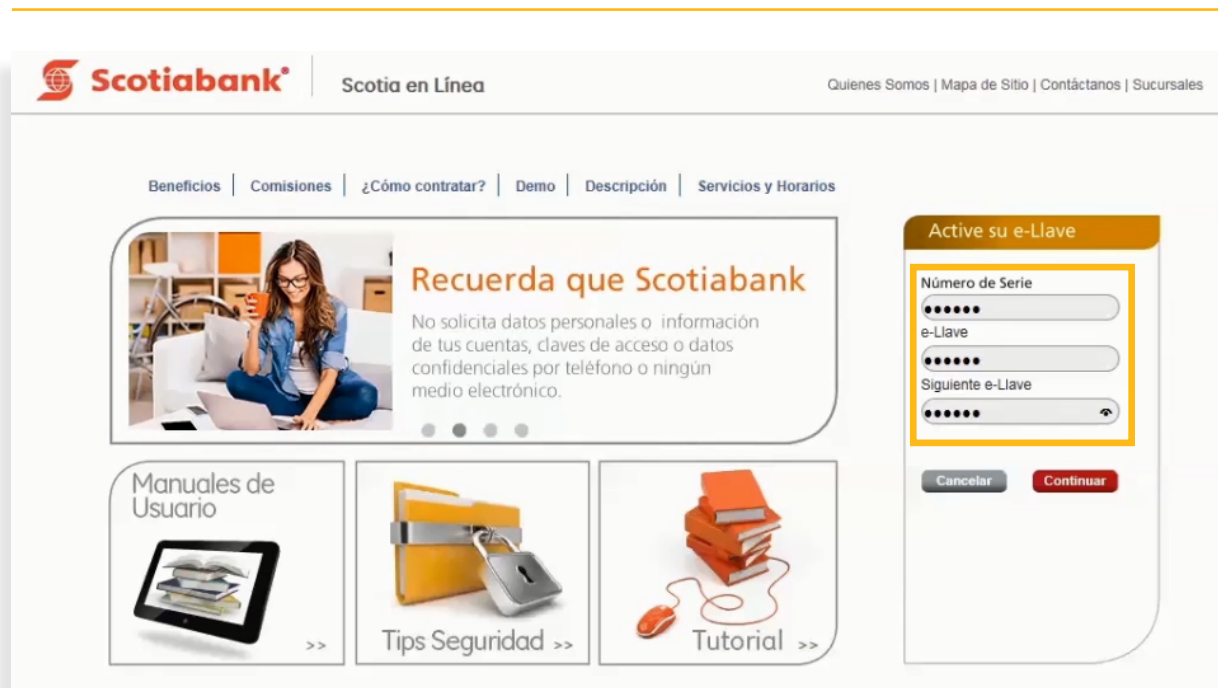 Scotiabank®
Scotia en Línea
Quienes Somos | Mapa de Sitio | Contáctanos | Sucursales
Beneficios | Comisiones | ¿Cómo contratar? | Demo | Descripción | Servicios y Horarios
Recuerda que Scotiabank
No solicita datos personales o información
de tus cuentas, claves de acceso o datos
confidenciales por teléfono o ningún
medio electrónico.
Active su e-Llave
Número de Serie
••••••
e-Llave
••••••
Siguiente e-Llave
••••••
Cancelar
Continuar
Manuales de
Usuario
>>
Tips Seguridad >>
Tutorial >>